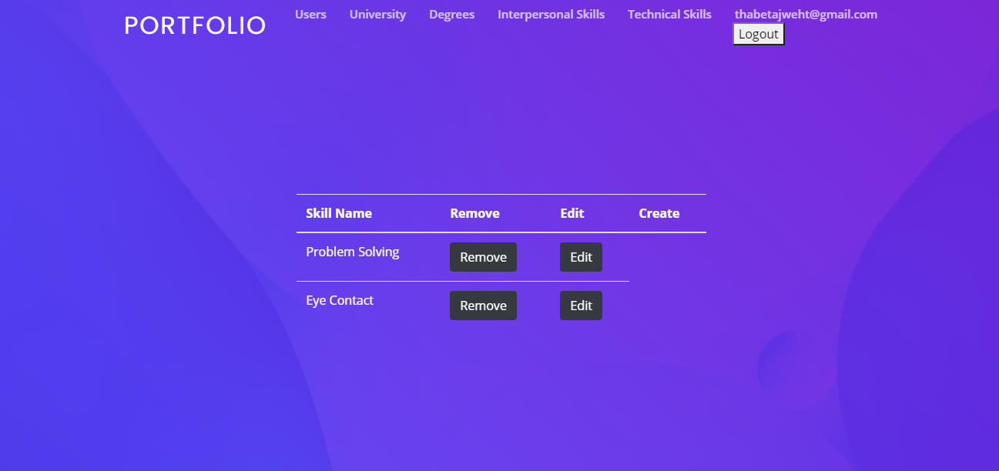 PORTFOLIO
Users University Degrees Interpersonal Skills Technical Skills thabetajweht@gmail.com
Logout
Skill Name Remove Edit Create
Problem Solving Remove Edit
Eye Contact Remove Edit